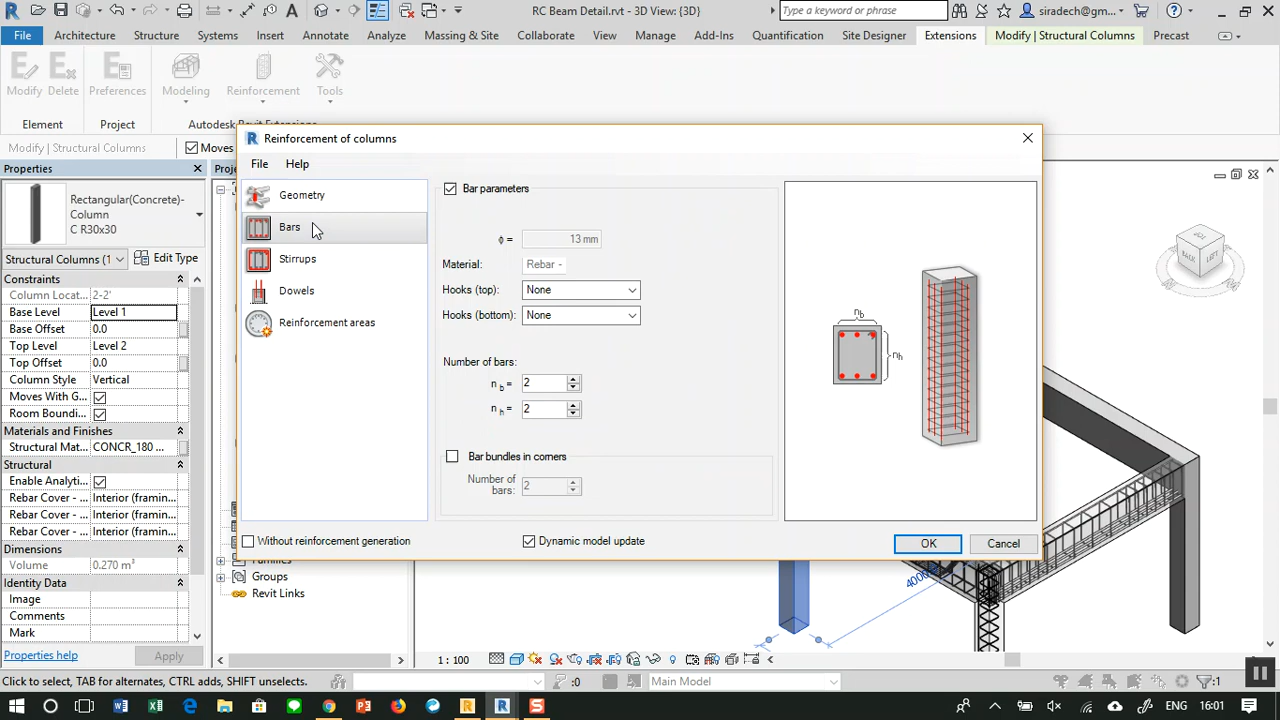 RC Beam Detail.rvt - 3D View: {3D}
Type a keyword or phrase
siradech@gm...
File Architecture Structure Systems Insert Annotate Analyze Massing & Site Collaborate View Manage Add-Ins Quantification Site Designer Extensions Modify | Structural Columns Precast
Modify Delete Preferences Modeling Reinforcement Tools
Element Project Autodesk Revit Extensions
Modify | Structural Columns Moves
Properties
Rectangular(Concrete)-
Column
C R30x30
Structural Columns (1 Edit Type
Constraints
Column Locat... 2-2'
Base Level Level 1
Base Offset 0.0
Top Level Level 2
Top Offset 0.0
Column Style Vertical
Moves With G...
Room Boundi...
Materials and Finishes
Structural Mat... CONCR_180
Structural
Enable Analyti...
Rebar Cover - ... Interior (framin...
Rebar Cover - ... Interior (framin...
Rebar Cover - ... Interior (framin...
Dimensions
Volume 0.270 m³
Identity Data
Image
Comments
Mark
Properties help Apply
Proj
Families
Groups
Revit Links
Reinforcement of columns
File Help
Geometry
Bars
Stirrups
Dowels
Reinforcement areas
Bar parameters
ϕ = 13 mm
Material: Rebar -
Hooks (top): None
Hooks (bottom): None
Number of bars:
n b = 2
n h = 2
Bar bundles in corners
Number of
bars: 2
nb
nh
Without reinforcement generation Dynamic model update OK Cancel
BACK LEFT
1 : 100
Click to select, TAB for alternates, CTRL adds, SHIFT unselects.
:0 Main Model :1
ENG 16:01